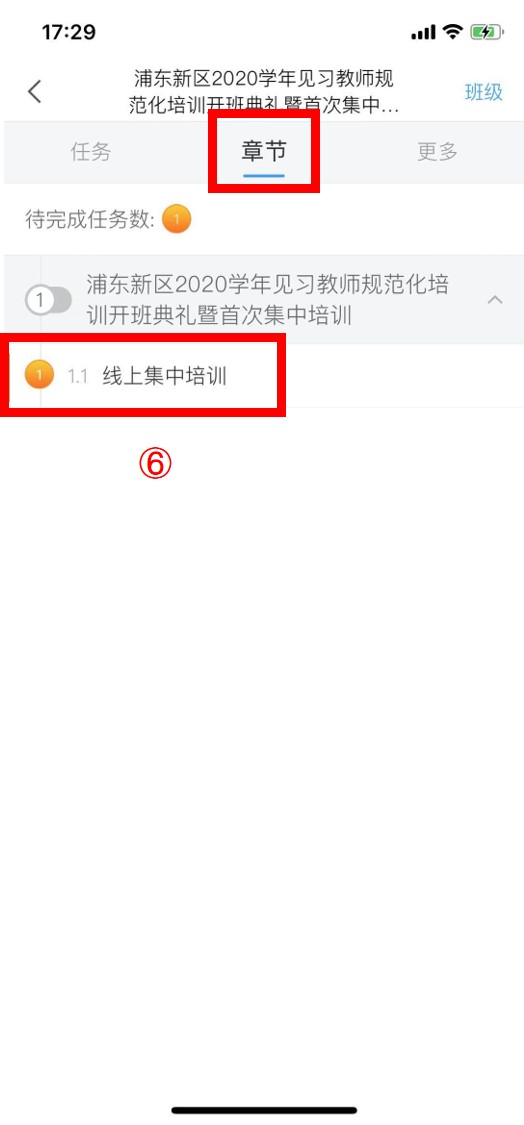 17:29
浦东新区2020学年见习教师规
范化培训开班典礼暨首次集中...
班级
任务
章节
更多
待完成任务数: 1
1 浦东新区2020学年见习教师规范化培
训开班典礼暨首次集中培训
1 1.1 线上集中培训
⑥